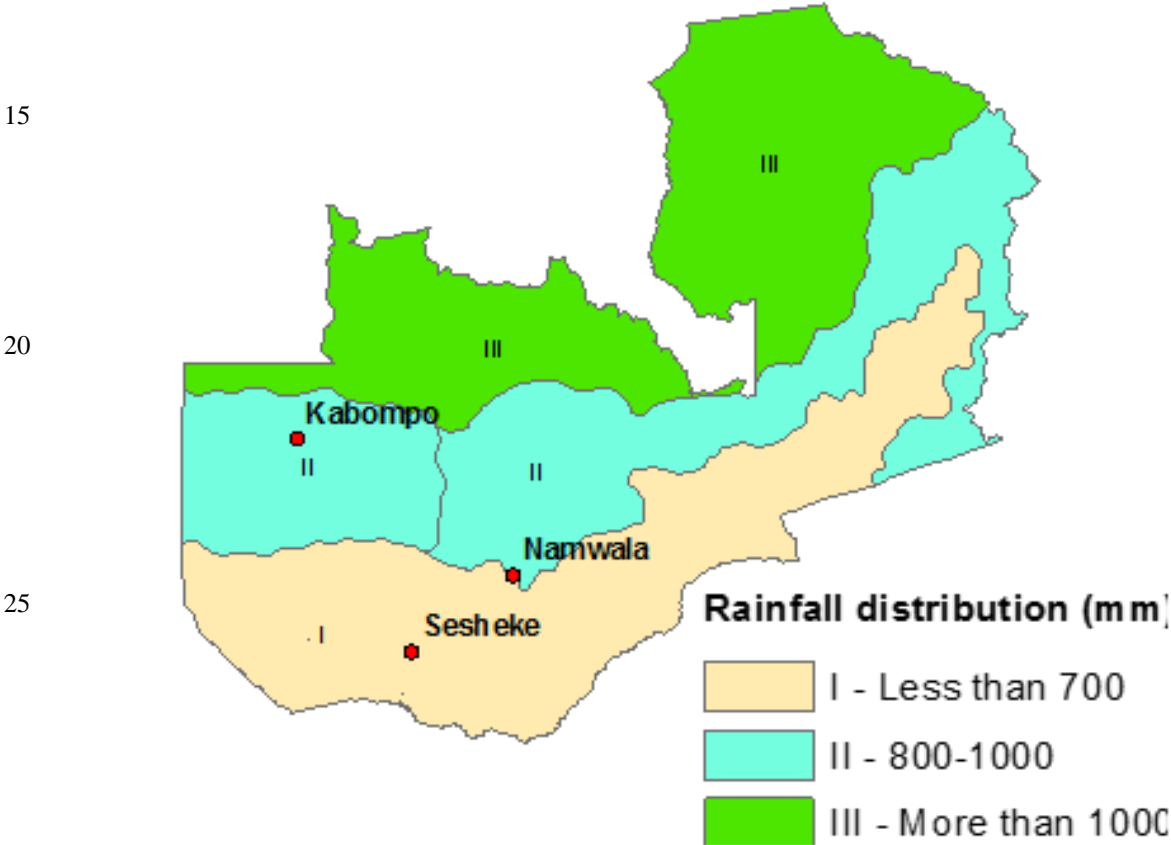 15
III
20
III
Kabompo
II
II
Namwala
25
Rainfall distribution (mm)
Sesheke
. I
I - Less than 700
II - 800-1000
III - More than 1000